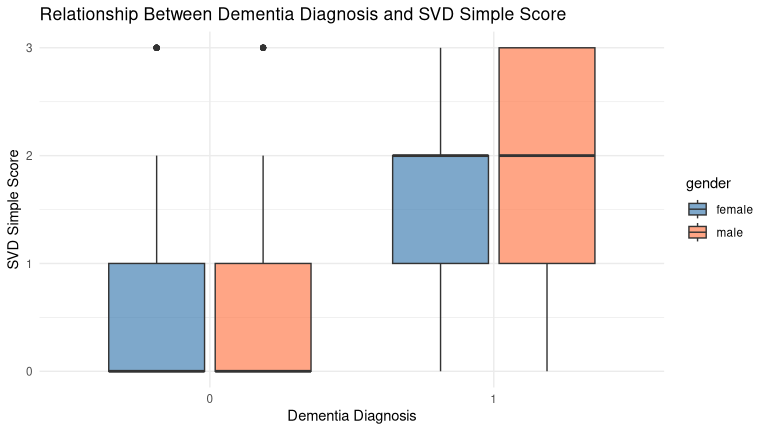 Relationship Between Dementia Diagnosis and SVD Simple Score
3
2
1
0
SVD Simple Score
0 1
Dementia Diagnosis
gender
female
male